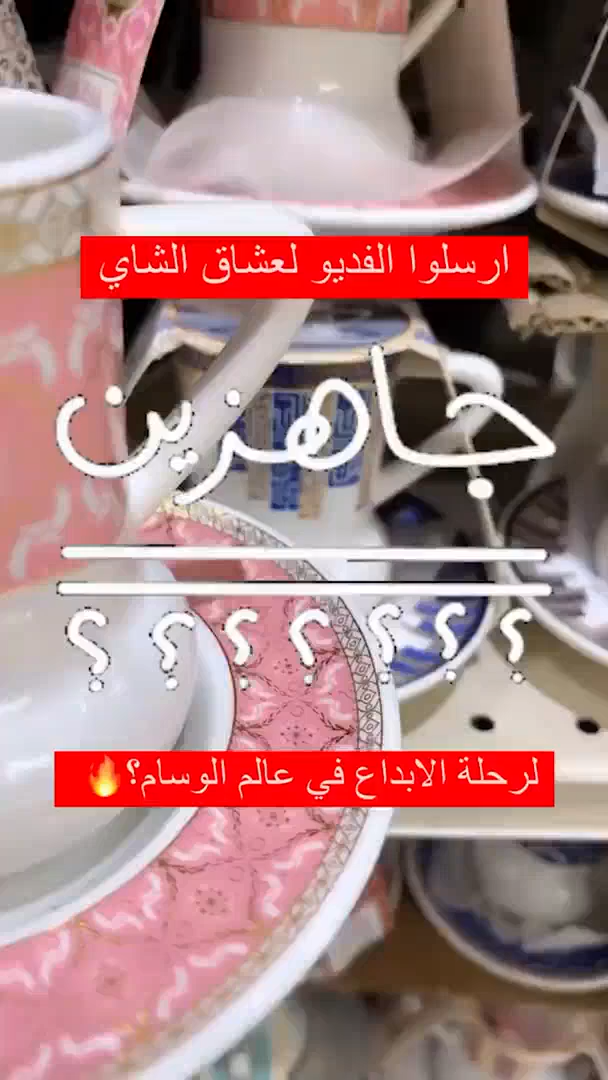 ارسلوا الفديو لعشاق الشاي
جاهزين
؟؟؟؟؟؟؟
لرحلة الابداع في عالم الوسام؟🔥